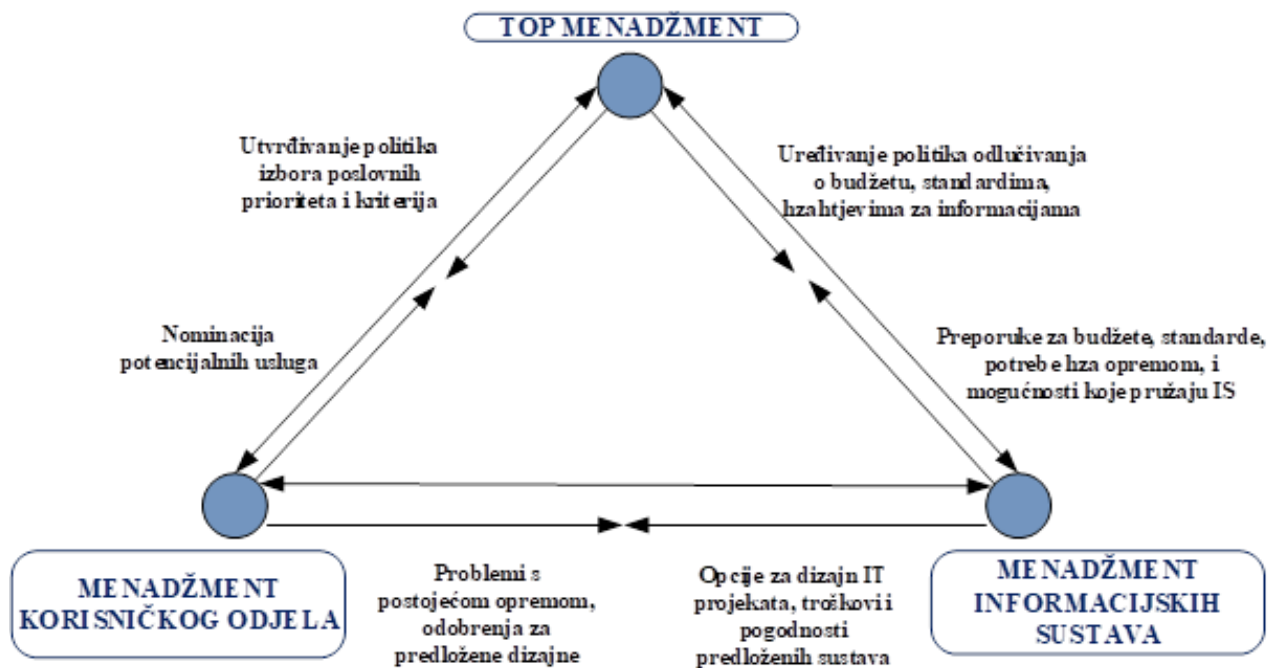 TOP MENADŽMENT
Utvrđivanje politika
izbora poslovnih
prioriteta i kriterija
Uređivanje politika odlučivanja
o budžetu, standardima,
hzahtjevima za informacijama
Nominacija
potencijalnih usluga
Preporuke za budžete, standarde,
potrebe hza opremom, i
mogućnosti koje pružaju IS
MENADŽMENT
KORISNIČKOG ODJELA
Problemi s
postojećom opremom,
odobrenja za
predložene dizajne
Opcije za dizajn IT
projekata, troškovi i
pogodnosti
predloženih sustava
MENADŽMENT
INFORMACIJSKIH
SUSTAVA